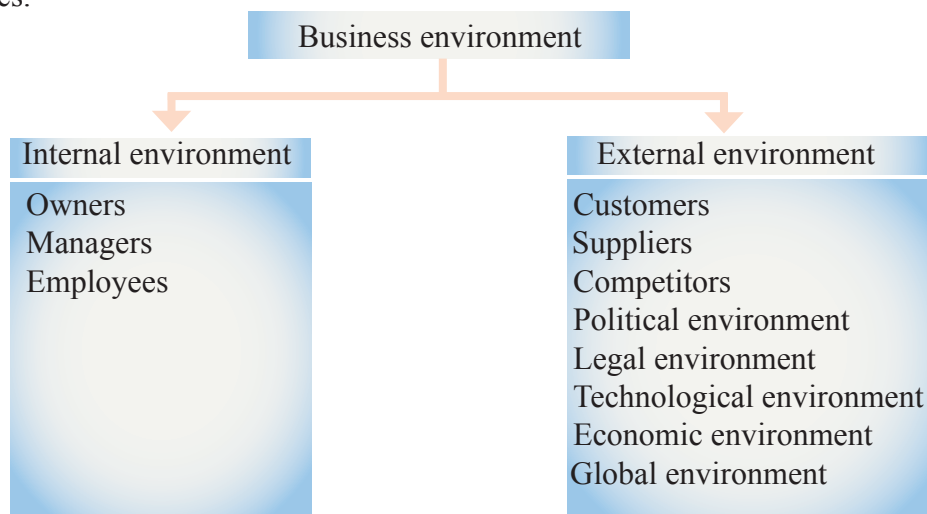 es.
Business environment
Internal environment
Owners
Managers
Employees
External environment
Customers
Suppliers
Competitors
Political environment
Legal environment
Technological environment
Economic environment
Global environment